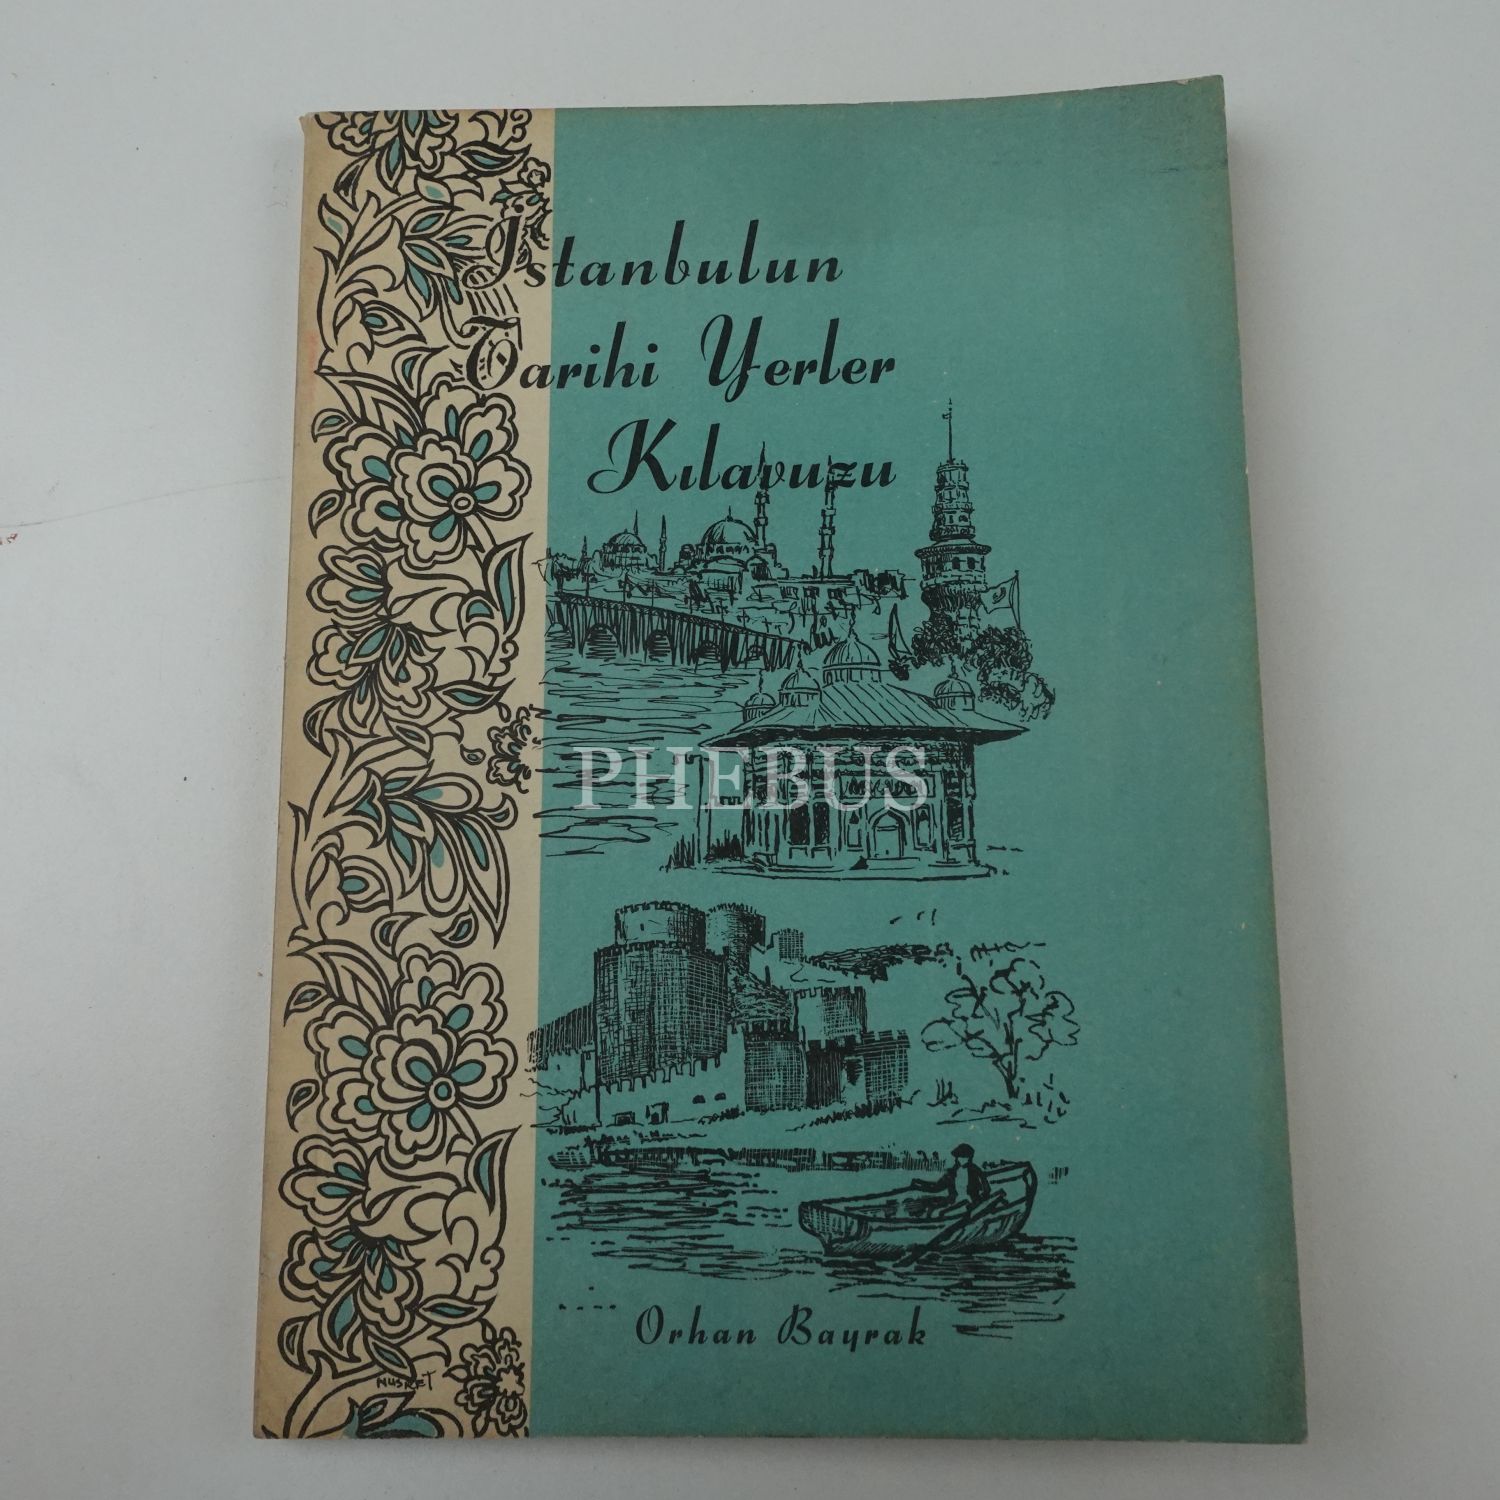 İstanbulun
Tarihi Yerler
Kılavuzu
PHEBUS
Orhan Bayrak
NUSRET